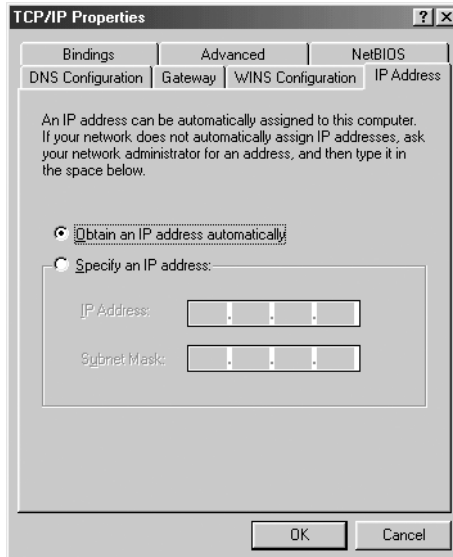 TCP/IP Properties
Bindings
Advanced
NetBIOS
DNS Configuration
Gateway
WINS Configuration
IP Address
An IP address can be automatically assigned to this computer.
If your network does not automatically assign IP addresses, ask
your network administrator for an address, and then type it in
the space below.
Obtain an IP address automatically
Specify an IP address:
IP Address:
Subnet Mask:
OK
Cancel